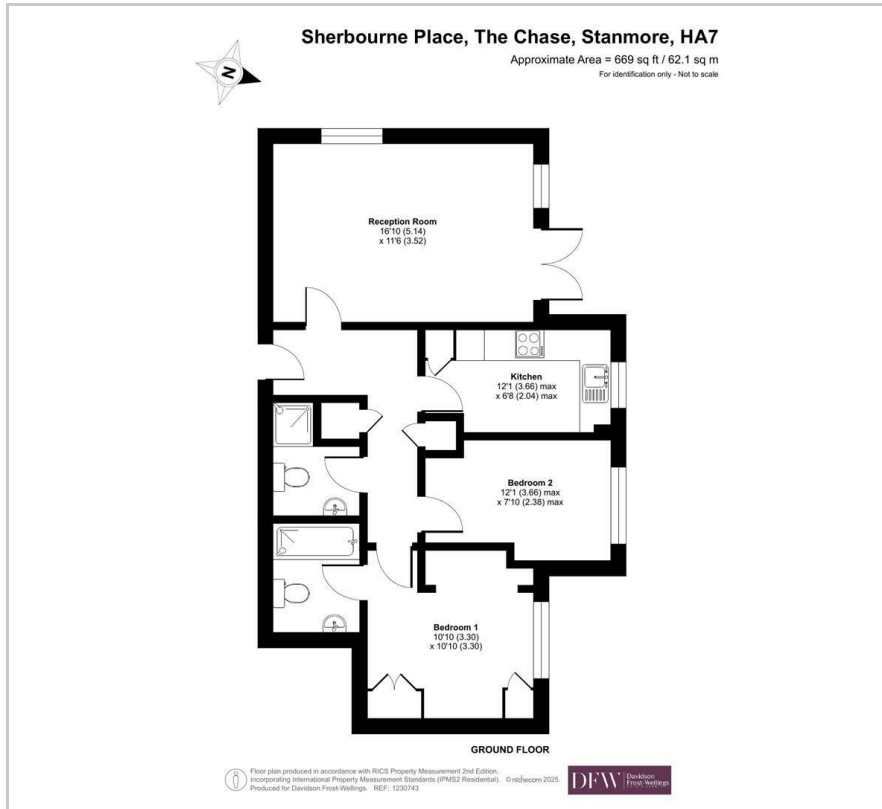 Sherbourne Place, The Chase, Stanmore, HA7
Approximate Area = 669 sq ft / 62.1 sq m
For identification only - Not to scale
N
Reception Room
16'10 (5.14)
x 11'6 (3.52)
Kitchen
12'1 (3.66) max
x 6'8 (2.04) max
Bedroom 2
12'1 (3.66) max
x 7'10 (2.38) max
Bedroom 1
10'10 (3.30)
x 10'10 (3.30)
GROUND FLOOR
Floor plan produced in accordance with RICS Property Measurement 2nd Edition,
Incorporating International Property Measurement Standards (IPMS2 Residential). © nichecom 2025.
Produced for Davidson Frost-Wellings. REF: 1230743
DFW
Davidson
Frost-Wellings